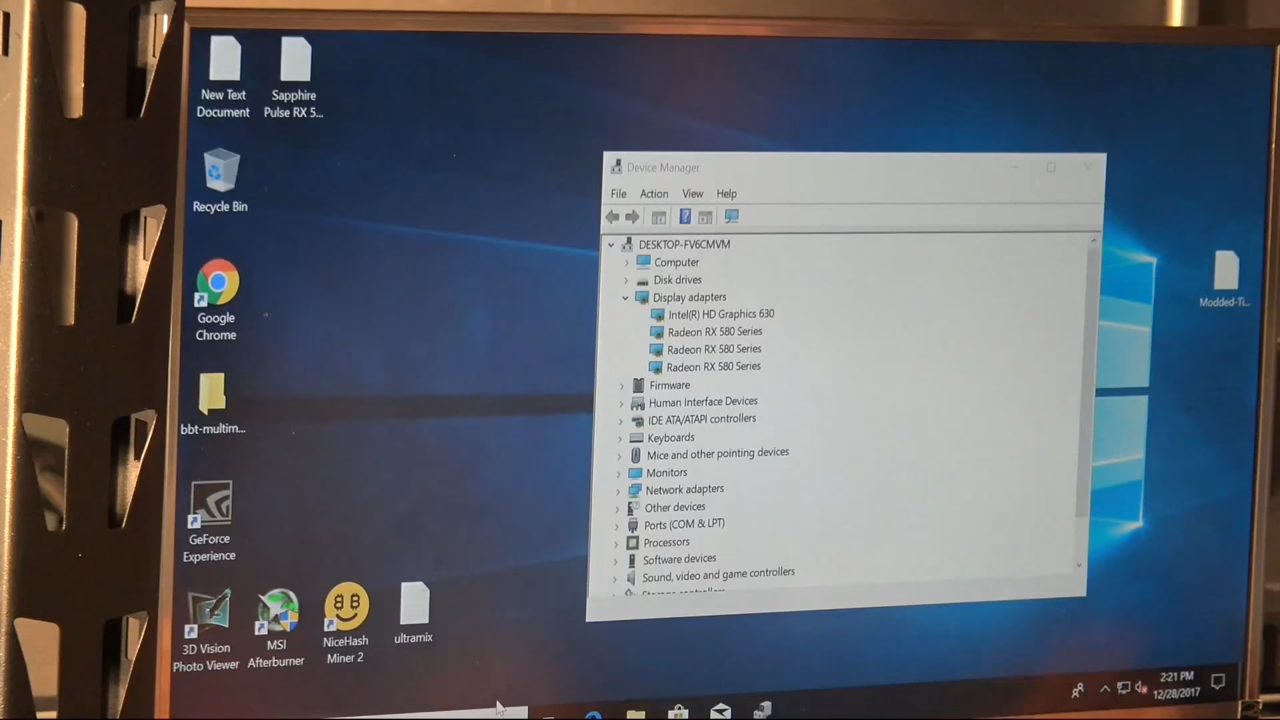 New Text
Document
Sapphire
Pulse RX 5...
Recycle Bin
Google
Chrome
bbt-multim...
GeForce
Experience
3D Vision
Photo Viewer
MSI
Afterburner
NiceHash
Miner 2
ultramix
Device Manager
File Action View Help
DESKTOP-FV6CMVM
Computer
Disk drives
Display adapters
Intel(R) HD Graphics 630
Radeon RX 580 Series
Radeon RX 580 Series
Radeon RX 580 Series
Firmware
Human Interface Devices
IDE ATA/ATAPI controllers
Keyboards
Mice and other pointing devices
Monitors
Network adapters
Other devices
Ports (COM & LPT)
Processors
Software devices
Sound, video and game controllers
Storage controllers
Modded-Ti...
2:21 PM
12/28/2017